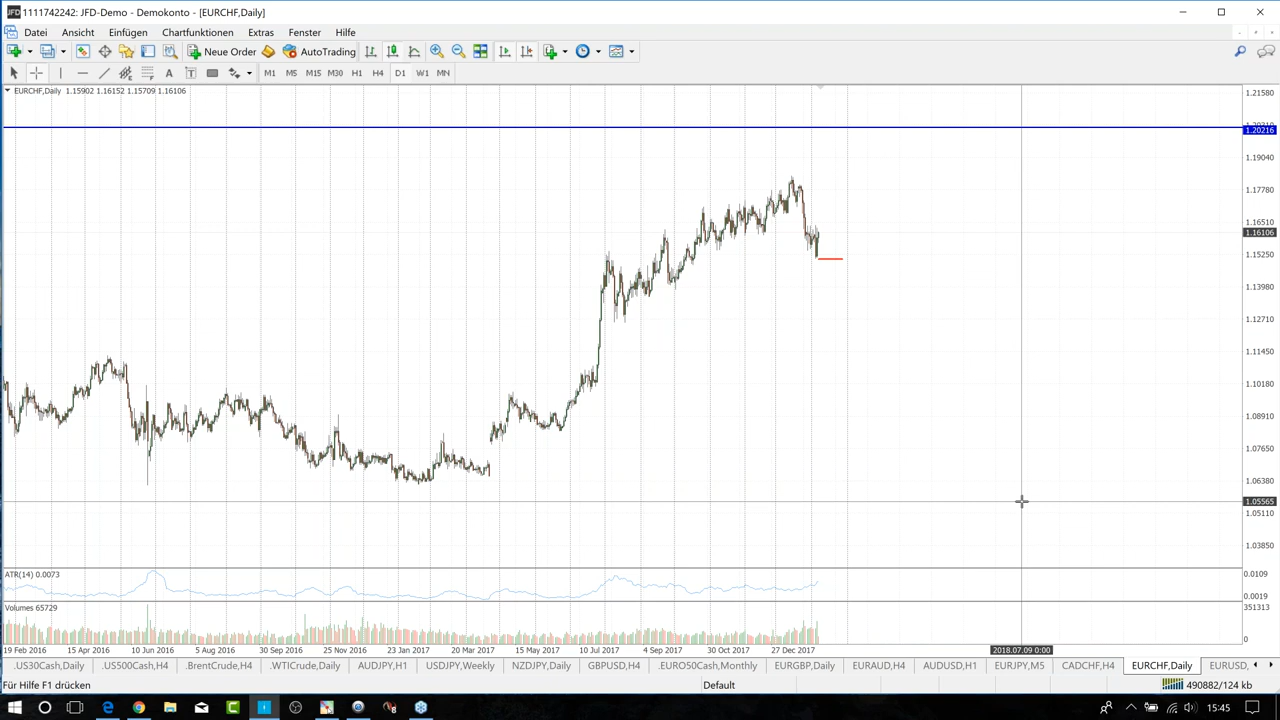 JFD 1111742242: JFD-Demo - Demokonto - [EURCHF,Daily]
Datei Ansicht Einfügen Chartfunktionen Extras Fenster Hilfe
New Order AutoTrading
A T M1 M5 M15 M30 H1 H4 D1 W1 MN
EURCHF,Daily 1.15902 1.16152 1.15709 1.16106
1.21580
1.20216
1.19040
1.17780
1.16510
1.16106
1.15250
1.13980
1.12710
1.11450
1.10180
1.08910
1.07650
1.06380
1.05565
1.05110
1.03850
ATR(14) 0.0073
0.0109
0.0019
Volumes 65729
351313
0
19 Feb 2016 15 Apr 2016 10 Jun 2016 5 Aug 2016 30 Sep 2016 25 Nov 2016 23 Jan 2017 20 Mar 2017 15 May 2017 10 Jul 2017 4 Sep 2017 30 Oct 2017 27 Dec 2017 2018.07.09 0:00
.US30Cash,Daily .US500Cash,H4 .BrentCrude,H4 .WTICrude,Daily AUDJPY,H1 USDJPY,Weekly NZDJPY,Daily GBPUSD,H4 .EURO50Cash,Monthly EURGBP,Daily EURAUD,H4 AUDUSD,H1 EURJPY,M5 CADCHF,H4 EURCHF,Daily EURUSD,
Für Hilfe F1 drücken Default 490882/124 kb
15:45